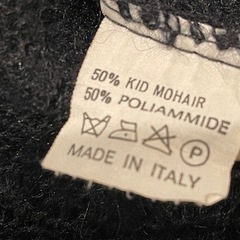 50% KID MOHAIR
50% POLIAMMIDE
P
MADE IN ITALY